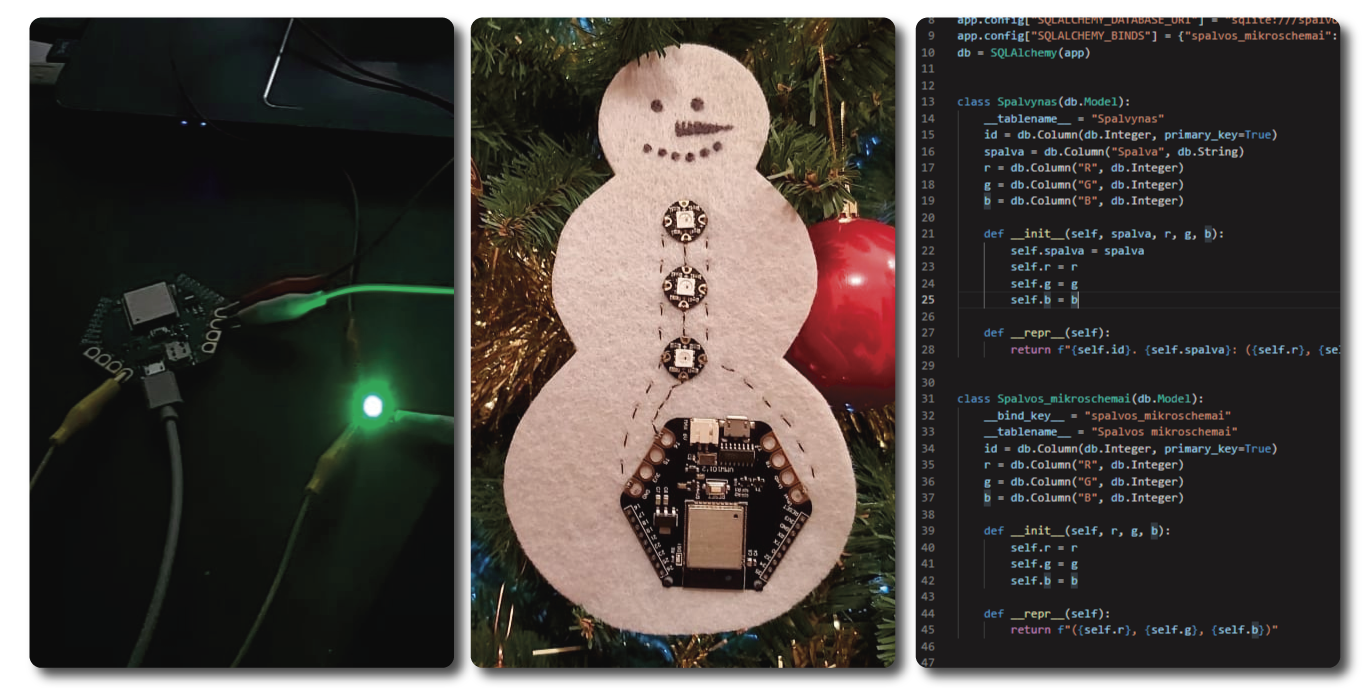 8 app.config["SQLALCHEMY_DATABASE_URI"] = "sqlite:///spalvo
9 app.config["SQLALCHEMY_BINDS"] = {"spalvos_mikroschemai":
10 db = SQLAlchemy(app)
11
12
13 class Spalvynas(db.Model):
14 __tablename__ = "Spalvynas"
15 id = db.Column(db.Integer, primary_key=True)
16 spalva = db.Column("Spalva", db.String)
17 r = db.Column("R", db.Integer)
18 g = db.Column("G", db.Integer)
19 b = db.Column("B", db.Integer)
20
21 def __init__(self, spalva, r, g, b):
22 self.spalva = spalva
23 self.r = r
24 self.g = g
25 self.b = b
26
27 def __repr__(self):
28 return f"{self.id}. {self.spalva}: ({self.r}, {se
29
30
31 class Spalvos_mikroschemai(db.Model):
32 __bind_key__ = "spalvos_mikroschemai"
33 __tablename__ = "Spalvos mikroschemai"
34 id = db.Column(db.Integer, primary_key=True)
35 r = db.Column("R", db.Integer)
36 g = db.Column("G", db.Integer)
37 b = db.Column("B", db.Integer)
38
39 def __init__(self, r, g, b):
40 self.r = r
41 self.g = g
42 self.b = b
43
44 def __repr__(self):
45 return f"({self.r}, {self.g}, {self.b})"
46
47